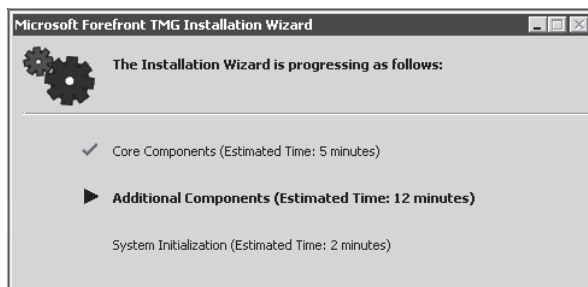 Microsoft Forefront TMG Installation Wizard
The Installation Wizard is progressing as follows:
Core Components (Estimated Time: 5 minutes)
Additional Components (Estimated Time: 12 minutes)
System Initialization (Estimated Time: 2 minutes)